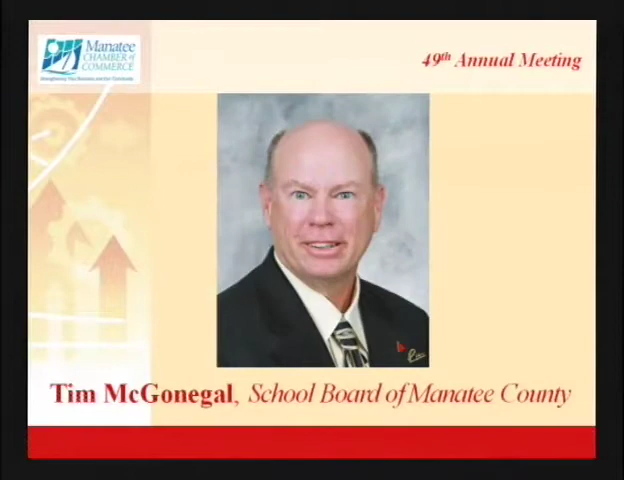 Manatee
CHAMBER of
COMMERCE
49th Annual Meeting
Tim McGonegal, School Board of Manatee County